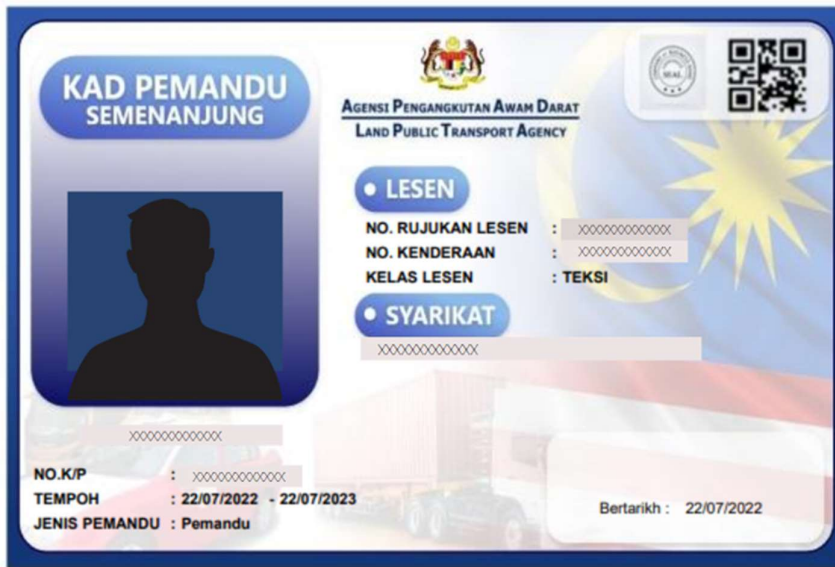 KAD PEMANDU
SEMENANJUNG
AGENSI PENGANGKUTAN AWAM DARAT
LAND PUBLIC TRANSPORT AGENCY
• LESEN
NO. RUJUKAN LESEN : XXXXXXXXXXXXX
NO. KENDERAAN : XXXXXXXXXXXXX
KELAS LESEN : TEKSI
• SYARIKAT
XXXXXXXXXXXXXX
XXXXXXXXXXXXX
NO.K/P : XXXXXXXXXXXXX
TEMPOH : 22/07/2022 - 22/07/2023
JENIS PEMANDU : Pemandu
Bertarikh : 22/07/2022